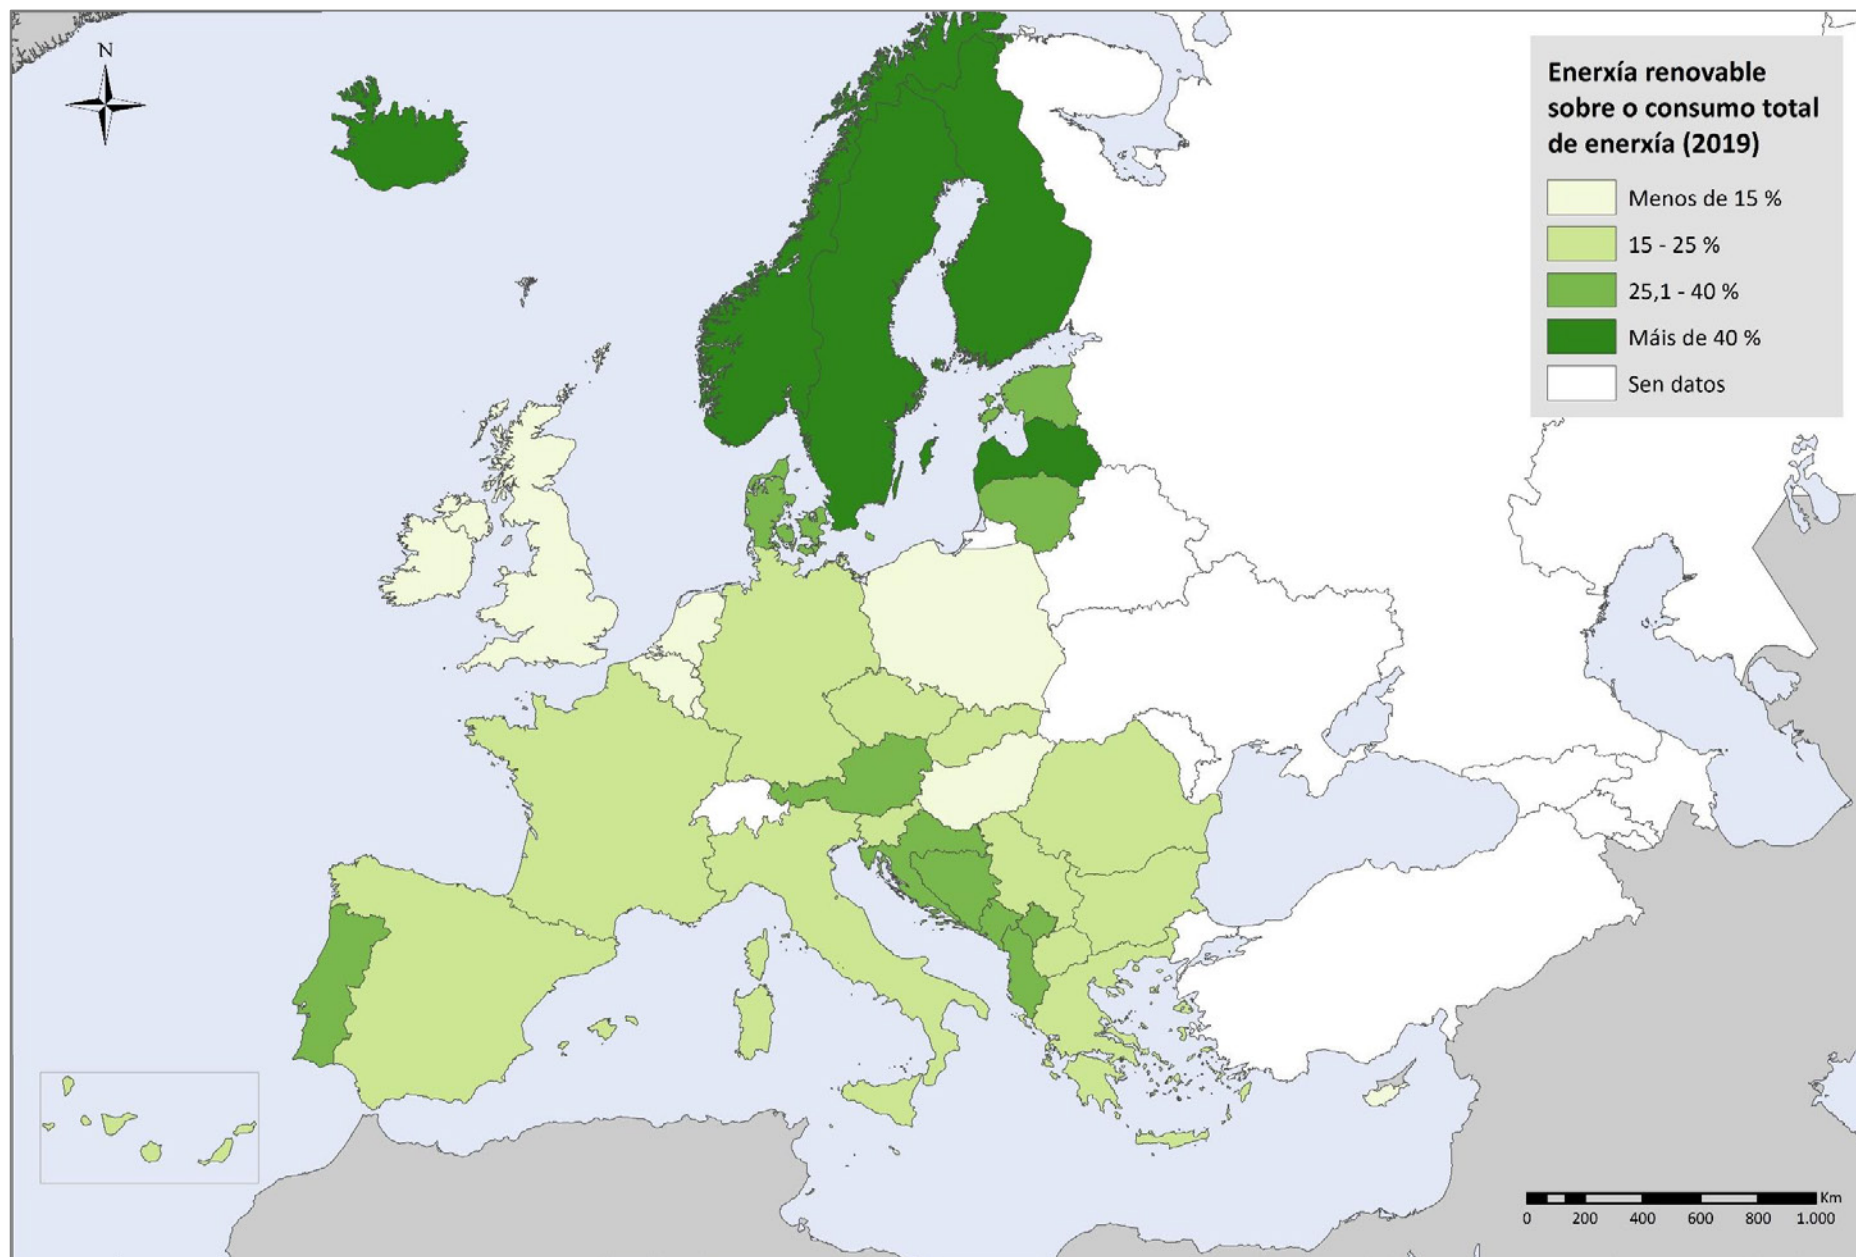 N
Enerxía renovable
sobre o consumo total
de enerxía (2019)
Menos de 15 %
15 - 25 %
25,1 - 40 %
Máis de 40 %
Sen datos
Km
0 200 400 600 800 1.000